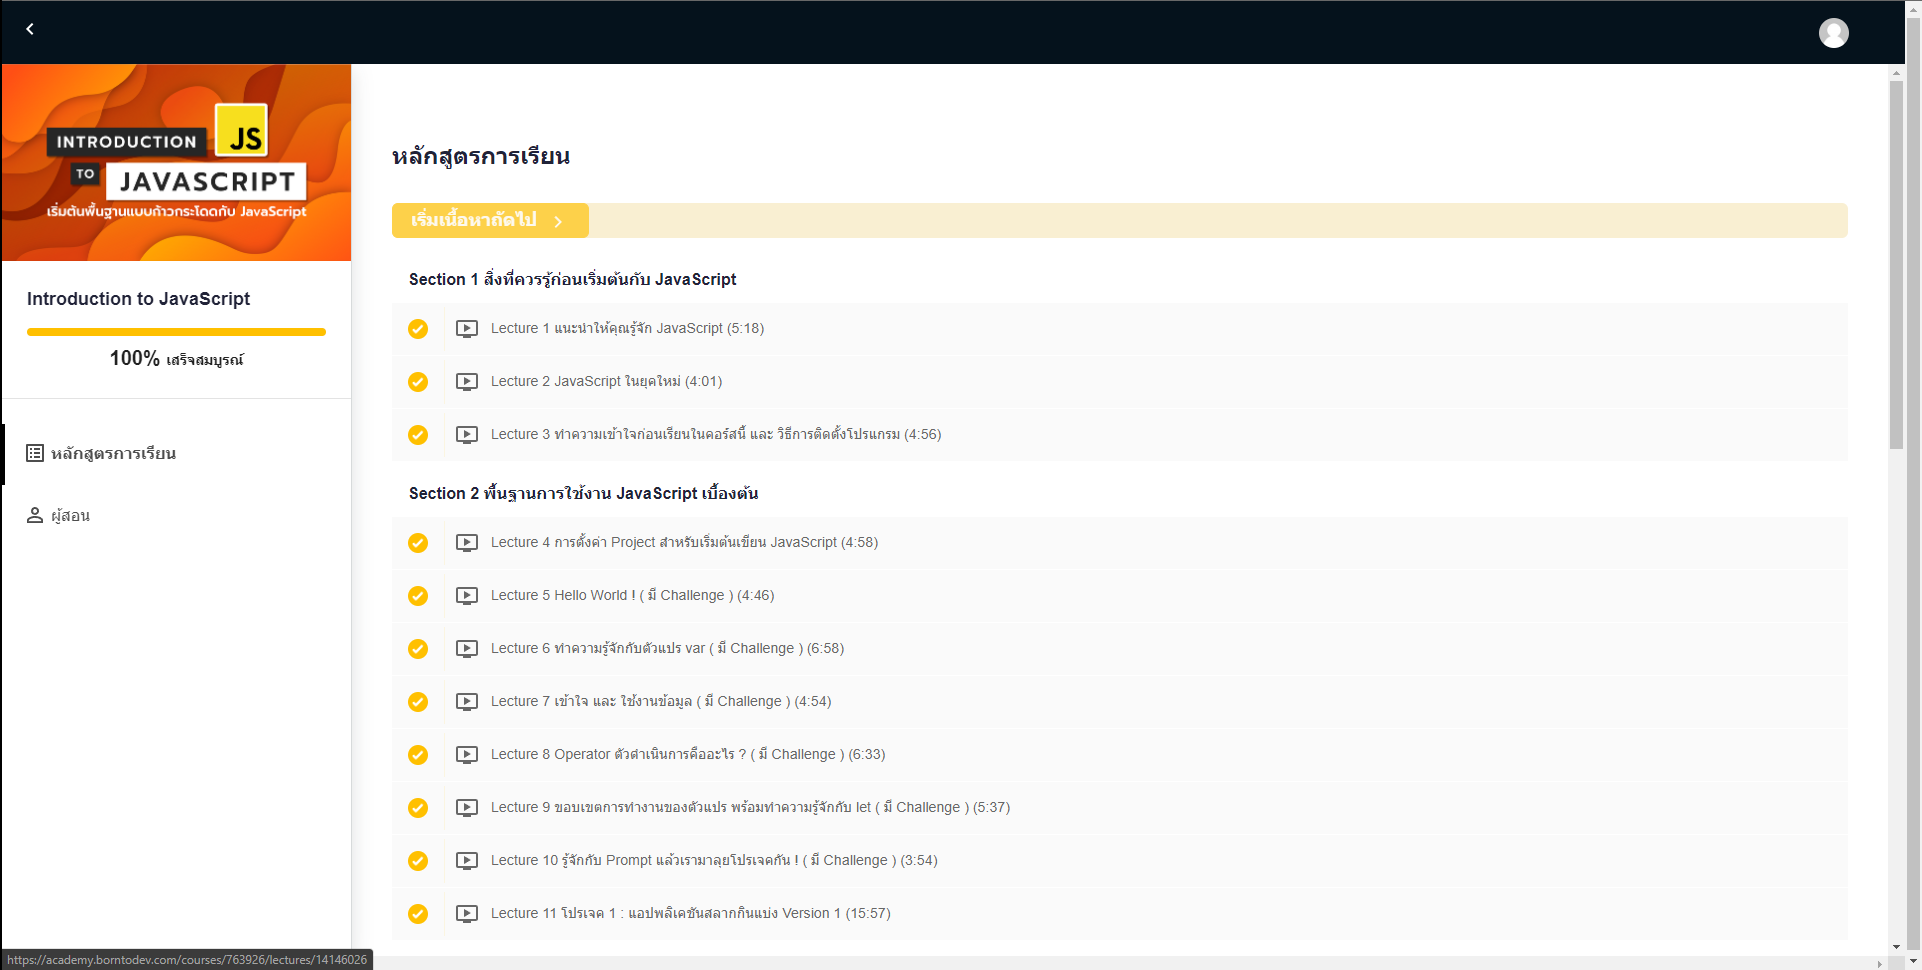 INTRODUCTION
JS
TO
JAVASCRIPT
เริ่มต้นพื้นฐานแบบก้าวกระโดดกับ JavaScript
Introduction to JavaScript
100% เสร็จสมบูรณ์
หลักสูตรการเรียน
ผู้สอน
หลักสูตรการเรียน
เริ่มเนื้อหาถัดไป
Section 1 สิ่งที่ควรรู้ก่อนเริ่มต้นกับ JavaScript
Lecture 1 แนะนำให้คุณรู้จัก JavaScript (5:18)
Lecture 2 JavaScript ในยุคใหม่ (4:01)
Lecture 3 ทำความเข้าใจก่อนเรียนในคอร์สนี้ และ วิธีการติดตั้งโปรแกรม (4:56)
Section 2 พื้นฐานการใช้งาน JavaScript เบื้องต้น
Lecture 4 การตั้งค่า Project สำหรับเริ่มต้นเขียน JavaScript (4:58)
Lecture 5 Hello World ! ( มี Challenge ) (4:46)
Lecture 6 ทำความรู้จักกับตัวแปร var ( มี Challenge ) (6:58)
Lecture 7 เข้าใจ และ ใช้งานข้อมูล ( มี Challenge ) (4:54)
Lecture 8 Operator ตัวดำเนินการคืออะไร ? ( มี Challenge ) (6:33)
Lecture 9 ขอบเขตการทำงานของตัวแปร พร้อมทำความรู้จักกับ let ( มี Challenge ) (5:37)
Lecture 10 รู้จักกับ Prompt แล้วเรามาลุยโปรเจคกัน ! ( มี Challenge ) (3:54)
Lecture 11 โปรเจค 1 : แอปพลิเคชันสลากกินแบ่ง Version 1 (15:57)
https://academy.borntodev.com/courses/763926/lectures/14146026